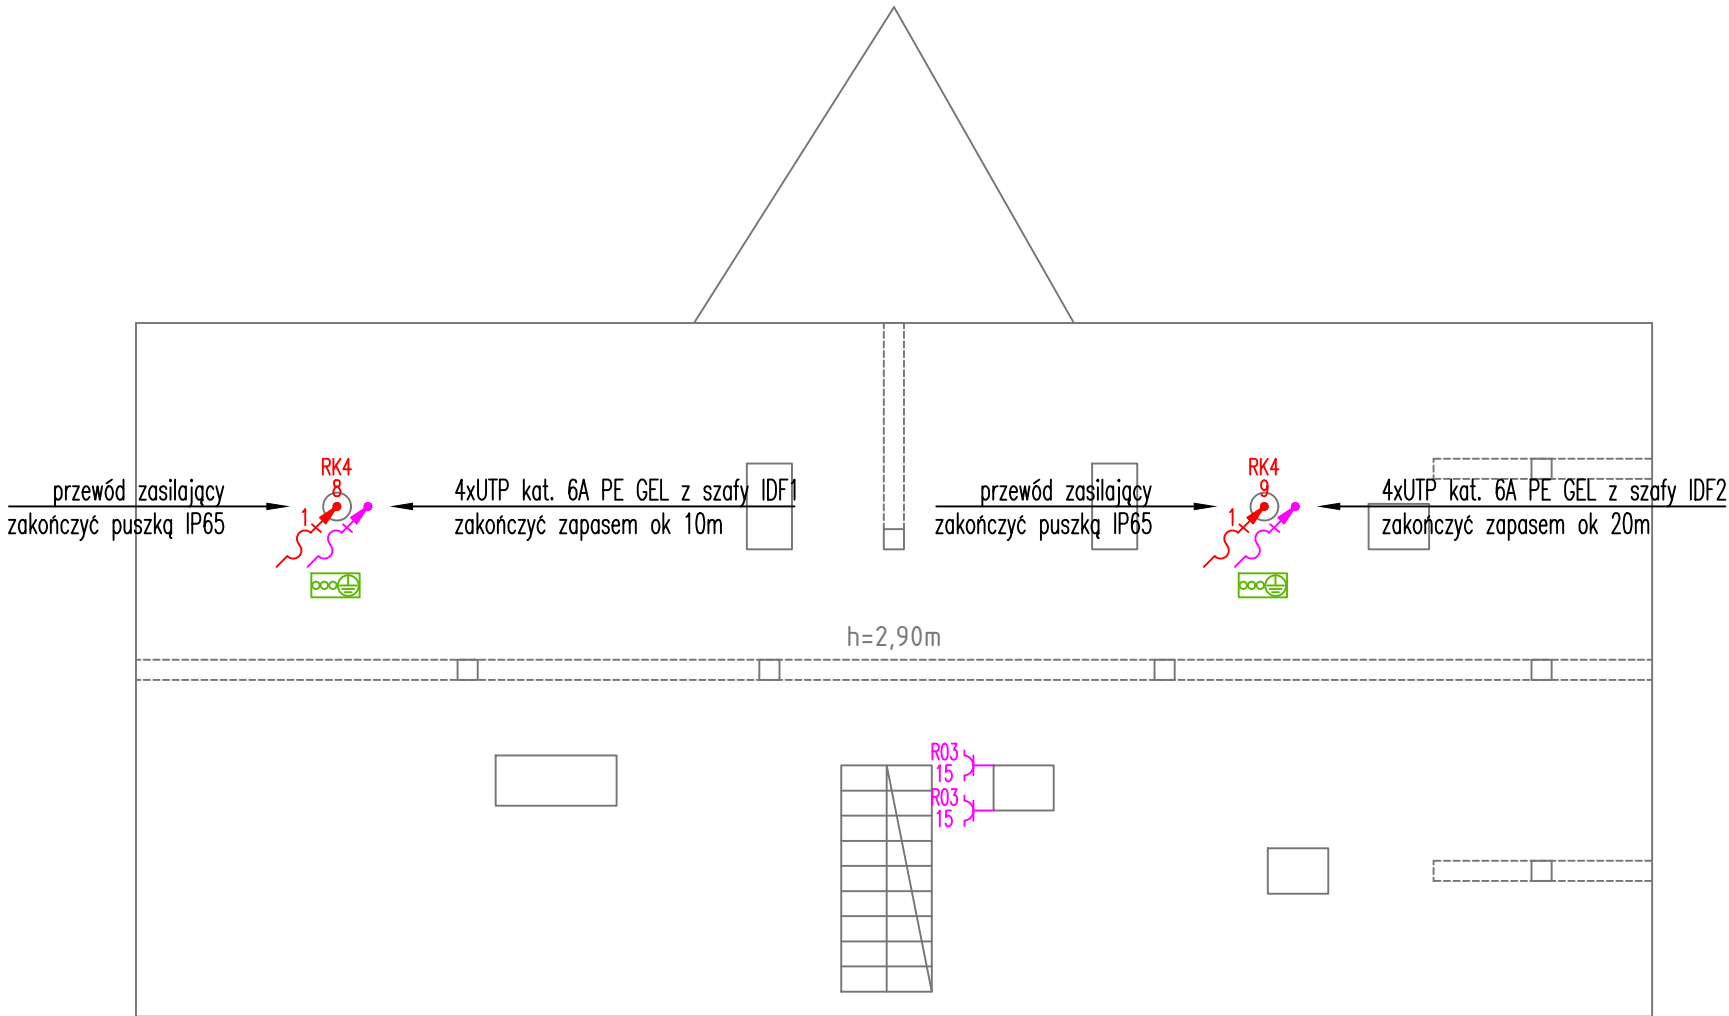 RK4
8
1
przewód zasilający
zakończyć puszką IP65
4xUTP kat. 6A PE GEL z szafy IDF1
zakończyć zapasem ok 10m
RK4
9
1
przewód zasilający
zakończyć puszką IP65
4xUTP kat. 6A PE GEL z szafy IDF2
zakończyć zapasem ok 20m
h=2,90m
R03
15
R03
15